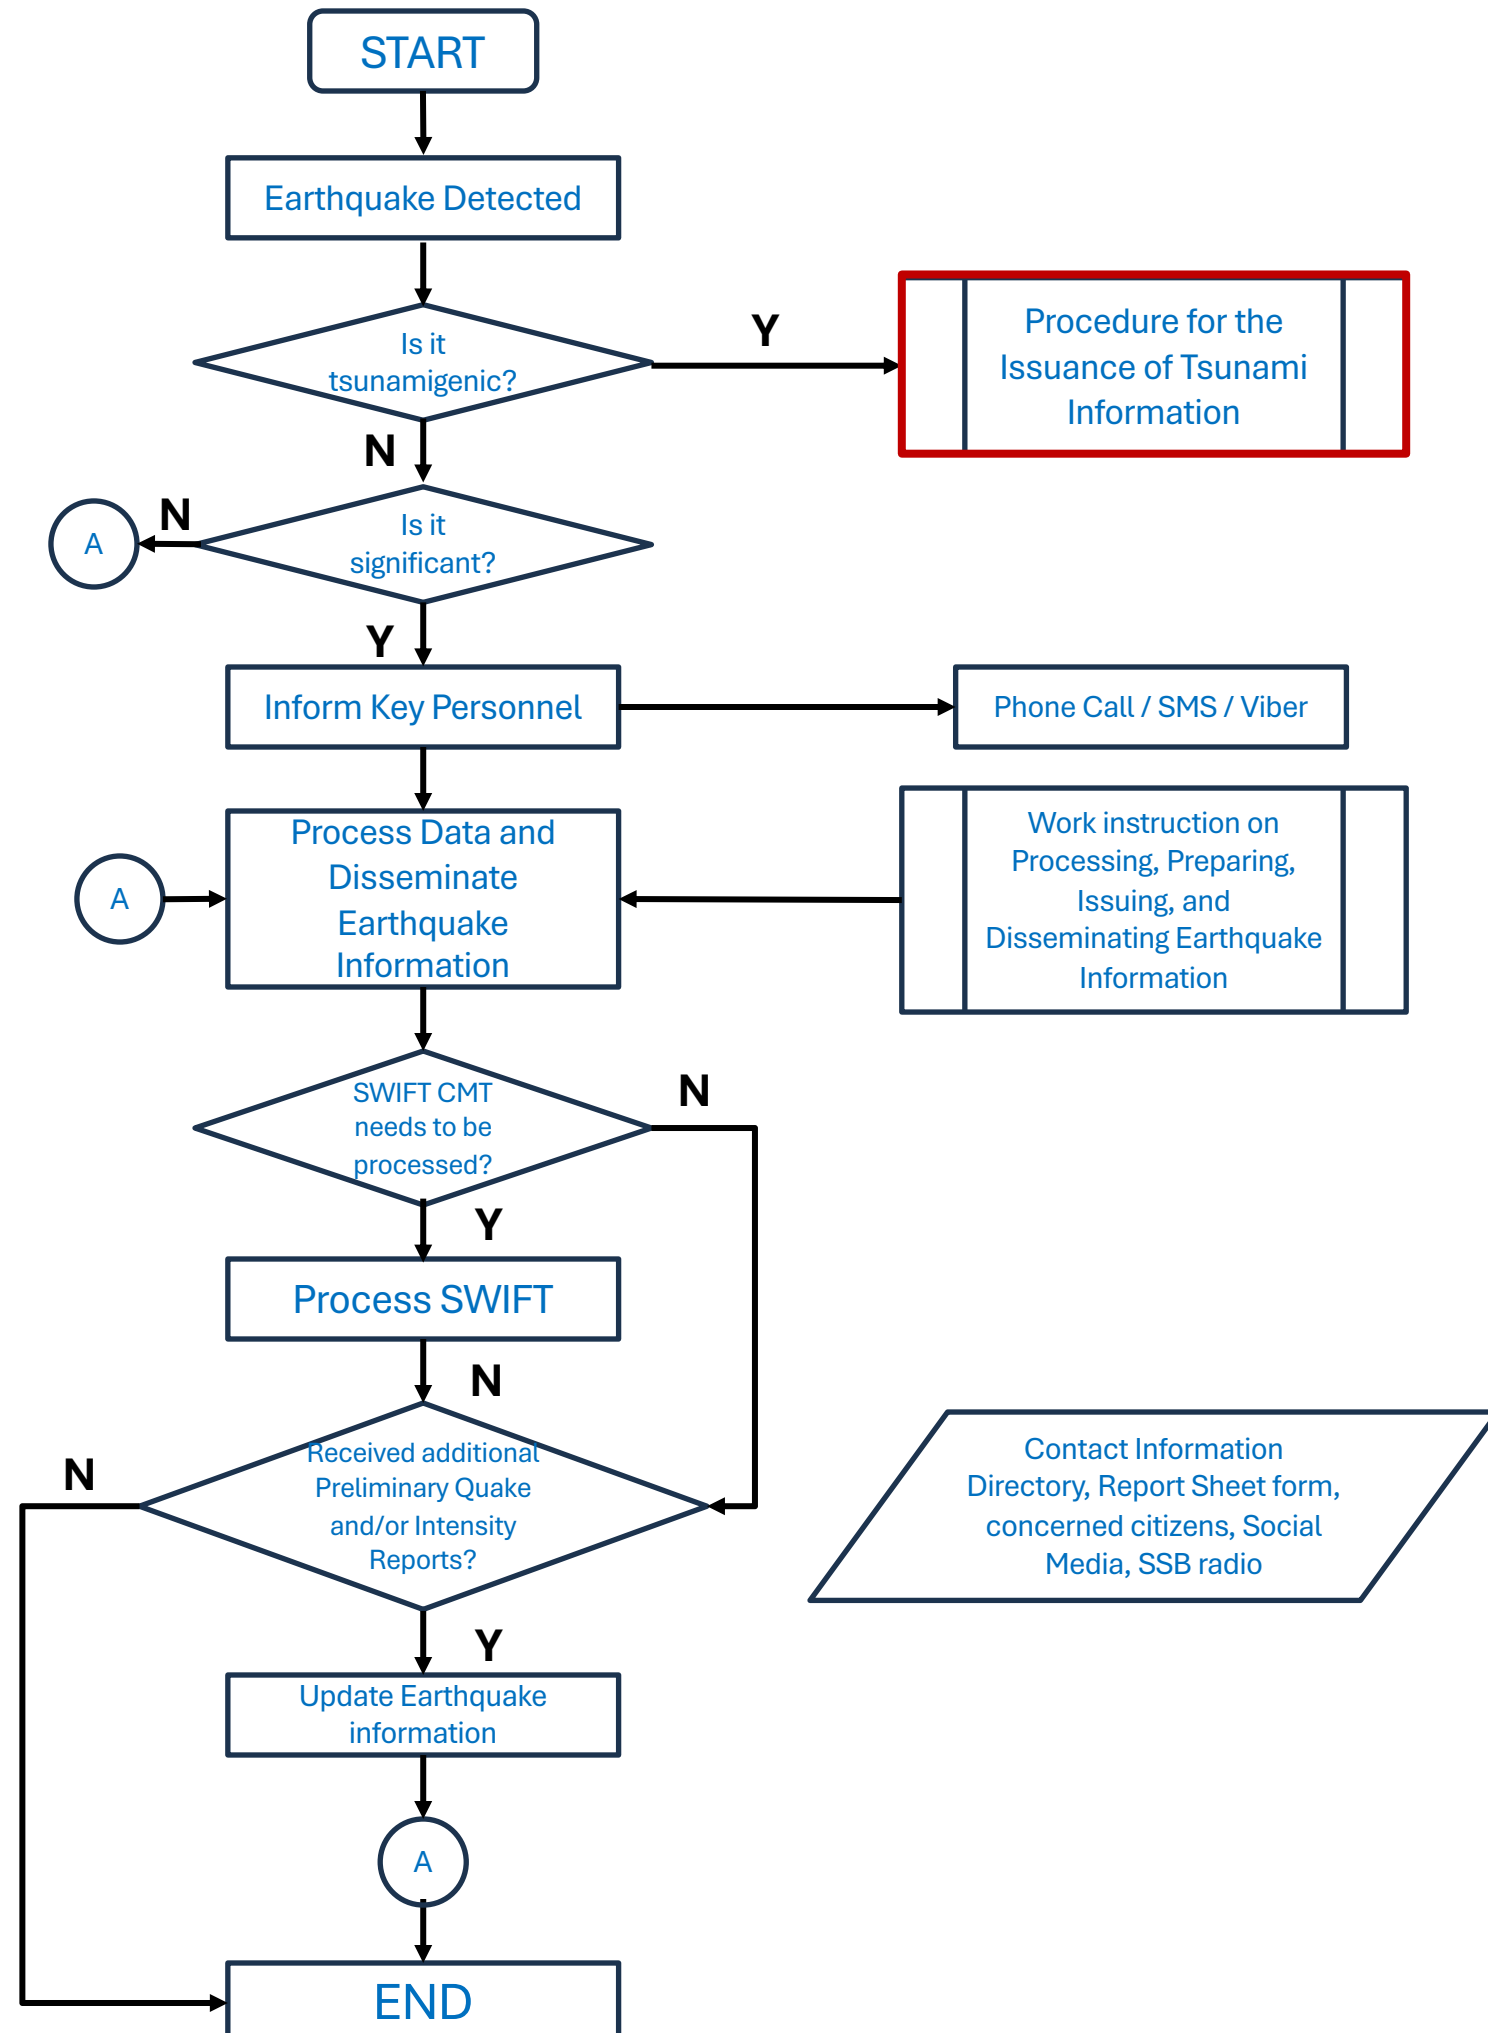 START
Earthquake Detected
Is it
tsunamigenic?
Y
Procedure for the
Issuance of Tsunami
Information
N
Is it
significant?
N
A
Y
Inform Key Personnel
Phone Call / SMS / Viber
Process Data and
Disseminate
Earthquake
Information
A
Work instruction on
Processing, Preparing,
Issuing, and
Disseminating Earthquake
Information
SWIFT CMT
needs to be
processed?
N
Y
Process SWIFT
N
Received additional
Preliminary Quake
and/or Intensity
Reports?
N
Contact Information
Directory, Report Sheet form,
concerned citizens, Social
Media, SSB radio
Y
Update Earthquake
information
A
END